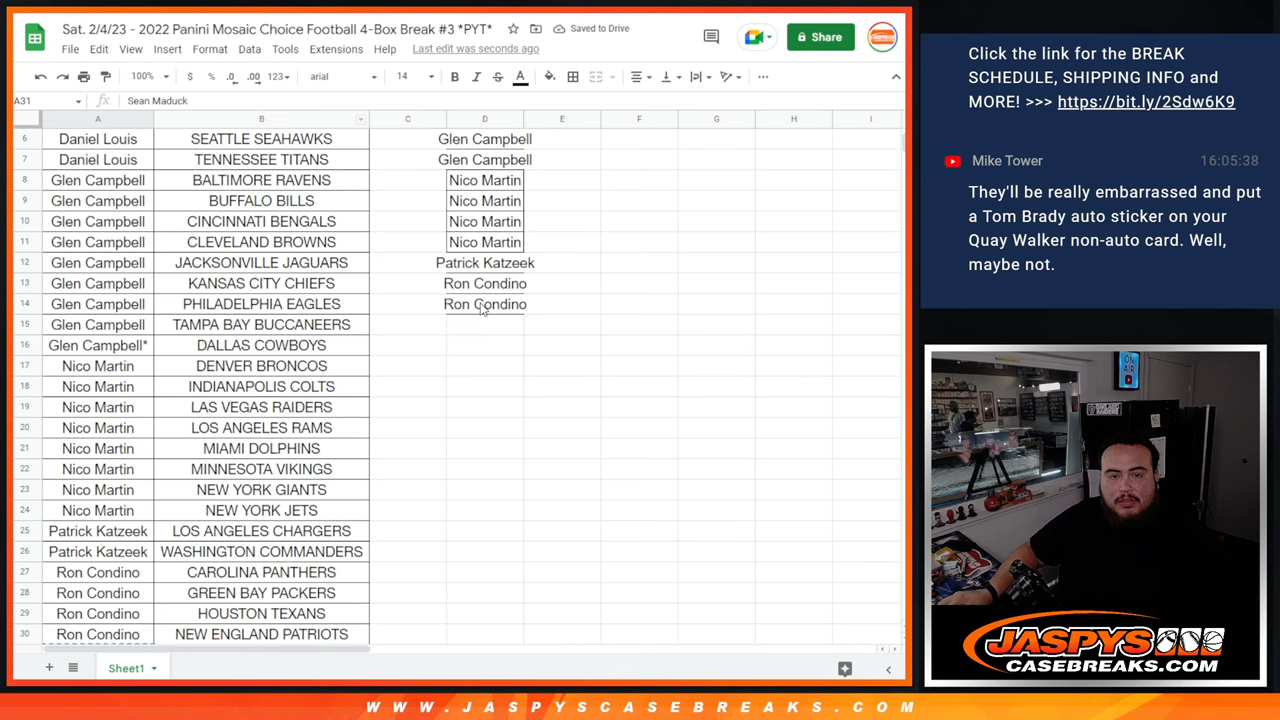 Sat. 2/4/23 - 2022 Panini Mosaic Choice Football 4-Box Break #3 *PYT*
Saved to Drive
File Edit View Insert Format Data Tools Extensions Help Last edit was seconds ago
Share
100% $ % .0 .00 123 arial 14 B I S A
A31 fx Sean Maduck
A B C D E F G H I
6 Daniel Louis SEATTLE SEAHAWKS Glen Campbell
7 Daniel Louis TENNESSEE TITANS Glen Campbell
8 Glen Campbell BALTIMORE RAVENS Nico Martin
9 Glen Campbell BUFFALO BILLS Nico Martin
10 Glen Campbell CINCINNATI BENGALS Nico Martin
11 Glen Campbell CLEVELAND BROWNS Nico Martin
12 Glen Campbell JACKSONVILLE JAGUARS Patrick Katzeek
13 Glen Campbell KANSAS CITY CHIEFS Ron Condino
14 Glen Campbell PHILADELPHIA EAGLES Ron Condino
15 Glen Campbell TAMPA BAY BUCCANEERS
16 Glen Campbell* DALLAS COWBOYS
17 Nico Martin DENVER BRONCOS
18 Nico Martin INDIANAPOLIS COLTS
19 Nico Martin LAS VEGAS RAIDERS
20 Nico Martin LOS ANGELES RAMS
21 Nico Martin MIAMI DOLPHINS
22 Nico Martin MINNESOTA VIKINGS
23 Nico Martin NEW YORK GIANTS
24 Nico Martin NEW YORK JETS
25 Patrick Katzeek LOS ANGELES CHARGERS
26 Patrick Katzeek WASHINGTON COMMANDERS
27 Ron Condino CAROLINA PANTHERS
28 Ron Condino GREEN BAY PACKERS
29 Ron Condino HOUSTON TEXANS
30 Ron Condino NEW ENGLAND PATRIOTS
Sheet1
Click the link for the BREAK
SCHEDULE, SHIPPING INFO and
MORE! >>> https://bit.ly/2Sdw6K9
Mike Tower 16:05:38
They'll be really embarrassed and put
a Tom Brady auto sticker on your
Quay Walker non-auto card. Well,
maybe not.
ON
AIR
JASPYS
CASEBREAKS.COM
WWW.JASPYSCASEBREAKS.COM